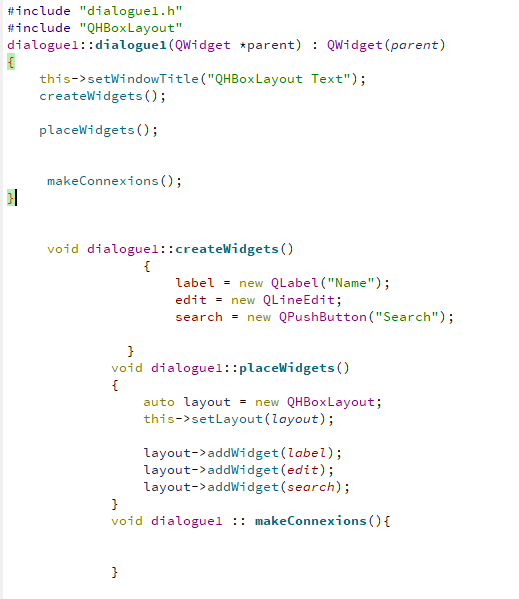 #include "dialogue1.h"
#include "QHBoxLayout"
dialogue1::dialogue1(QWidget *parent) : QWidget(parent)
{
this->setWindowTitle("QHBoxLayout Text");
createWidgets();
placeWidgets();
makeConnexions();
}
void dialogue1::createWidgets()
{
label = new QLabel("Name");
edit = new QLineEdit;
search = new QPushButton("Search");
}
void dialogue1::placeWidgets()
{
auto layout = new QHBoxLayout;
this->setLayout(layout);
layout->addWidget(label);
layout->addWidget(edit);
layout->addWidget(search);
}
void dialogue1 :: makeConnexions(){
}